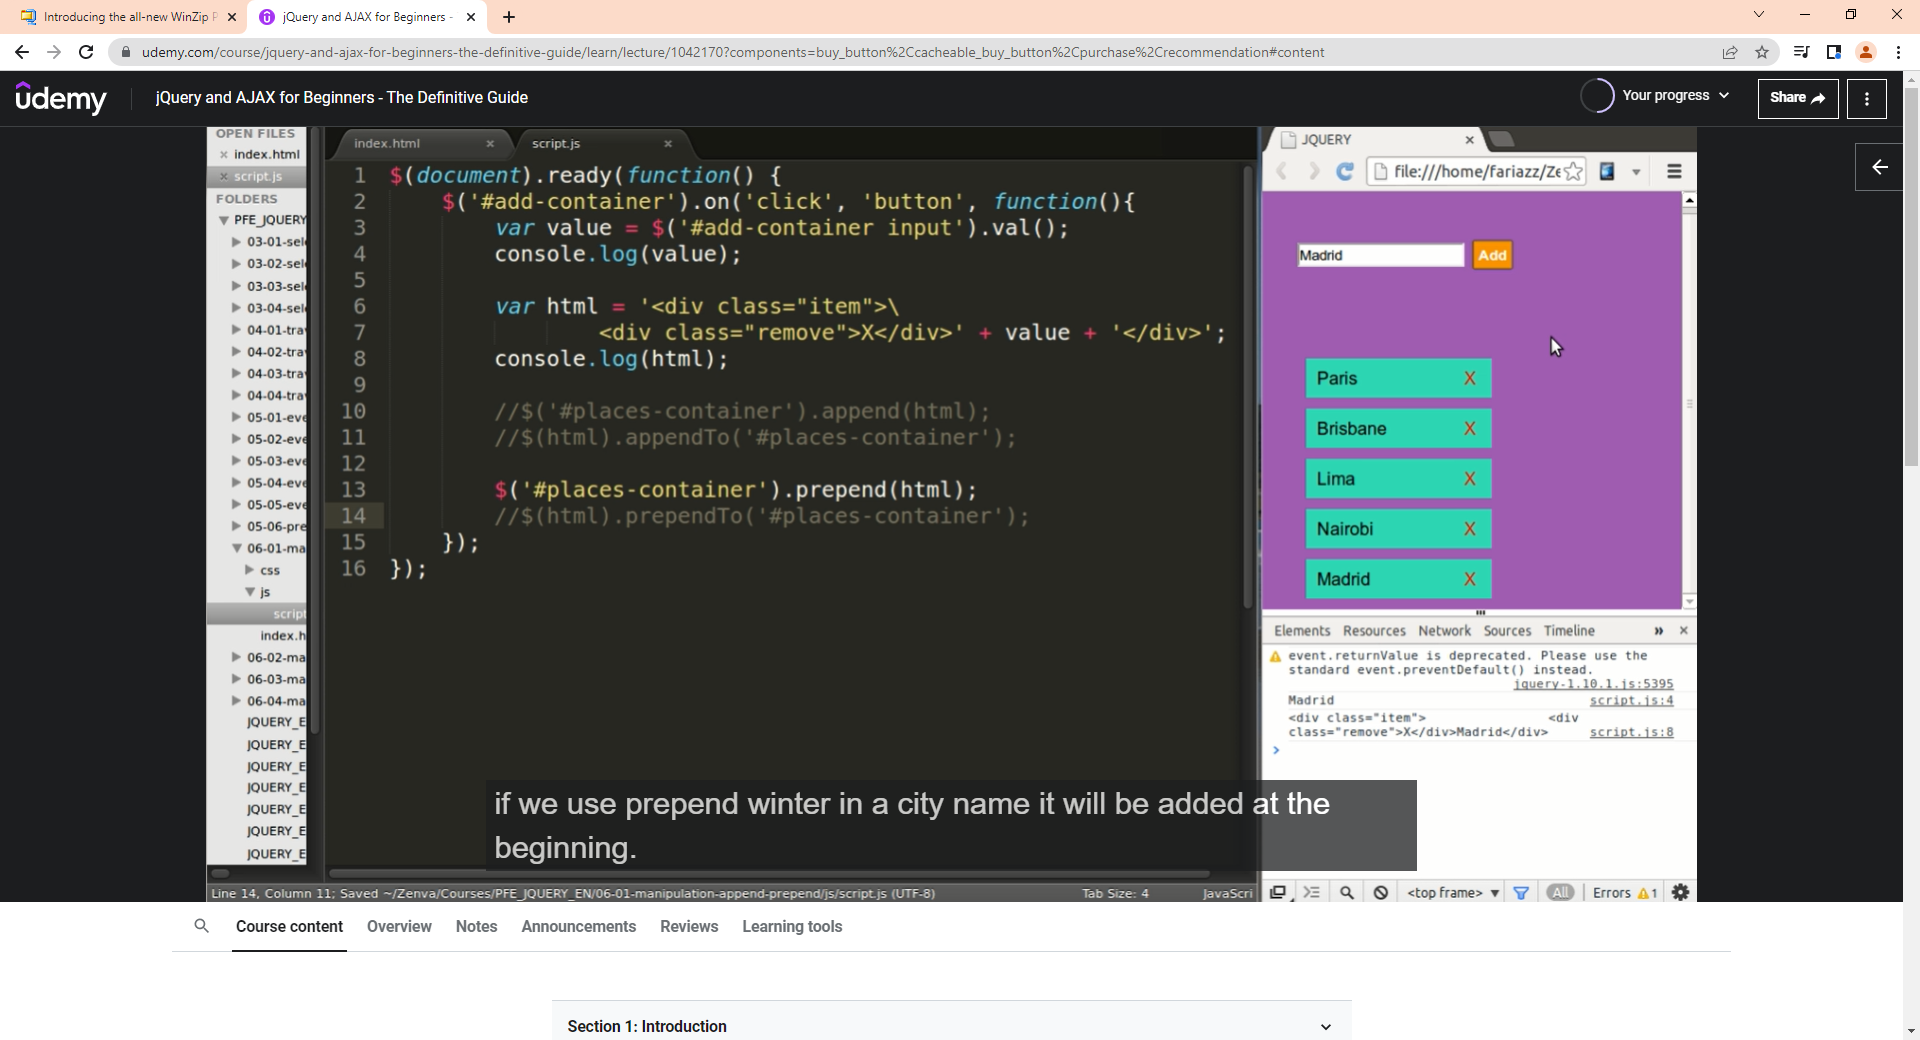 Introducing the all-new WinZip P
jQuery and AJAX for Beginners -
udemy.com/course/jquery-and-ajax-for-beginners-the-definitive-guide/learn/lecture/1042170?components=buy_button%2Ccacheable_buy_button%2Cpurchase%2Crecommendation#content
udemy
jQuery and AJAX for Beginners - The Definitive Guide
Your progress
Share
OPEN FILES
index.html
script.js
FOLDERS
PFE_JQUERY
03-01-sel
03-02-sel
03-03-sel
03-04-sel
04-01-tra
04-02-tra
04-03-tra
04-04-tra
05-01-eve
05-02-eve
05-03-eve
05-04-eve
05-05-eve
05-06-pre
06-01-ma
css
js
script
index.h
06-02-ma
06-03-ma
06-04-ma
JQUERY_E
JQUERY_E
JQUERY_E
JQUERY_E
JQUERY_E
JQUERY_E
JQUERY_E
index.html
script.js
1 $(document).ready(function() {
2 $('#add-container').on('click', 'button', function(){
3 var value = $('#add-container input').val();
4 console.log(value);
5
6 var html = '<div class="item">\
7 <div class="remove">X</div>' + value + '</div>';
8 console.log(html);
9
10 //$('#places-container').append(html);
11 //$(html).appendTo('#places-container');
12
13 $('#places-container').prepend(html);
14 //$(html).prependTo('#places-container');
15 });
16 });
Line 14, Column 11; Saved ~/Zenva/Courses/PFE_JQUERY_EN/06-01-manipulation-append-prepend/js/script.js (UTF-8)
Tab Size: 4
JavaScri
JQUERY
file:///home/fariazz/Ze
Madrid
Add
Paris X
Brisbane X
Lima X
Nairobi X
Madrid X
Elements Resources Network Sources Timeline »
event.returnValue is deprecated. Please use the
standard event.preventDefault() instead.
jquery-1.10.1.js:5395
Madrid script.js:4
<div class="item"> <div
class="remove">X</div>Madrid</div> script.js:8
>
<top frame> All Errors 1
if we use prepend winter in a city name it will be added at the
beginning.
Course content
Overview
Notes
Announcements
Reviews
Learning tools
Section 1: Introduction